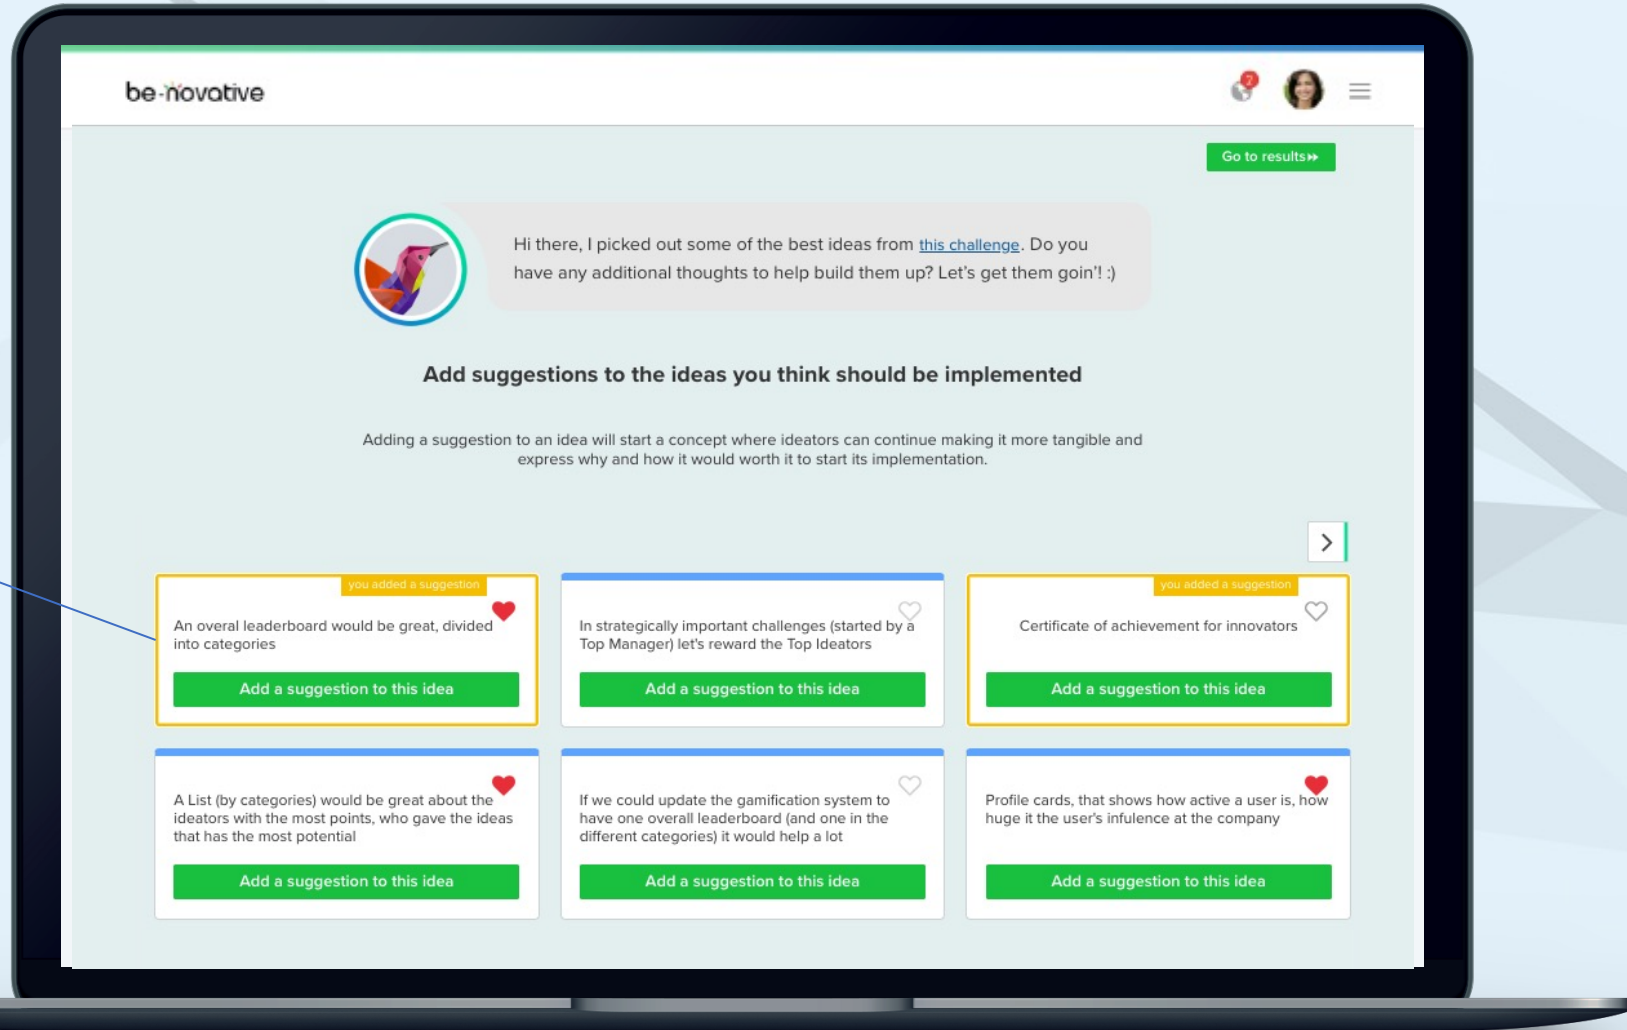 be-novative
2
Go to results
Hi there, I picked out some of the best ideas from this challenge. Do you
have any additional thoughts to help build them up? Let's get them goin'! :)
Add suggestions to the ideas you think should be implemented
Adding a suggestion to an idea will start a concept where ideators can continue making it more tangible and
express why and how it would worth it to start its implementation.
you added a suggestion
An overal leaderboard would be great, divided
into categories
Add a suggestion to this idea
In strategically important challenges (started by a
Top Manager) let's reward the Top Ideators
Add a suggestion to this idea
you added a suggestion
Certificate of achievement for innovators
Add a suggestion to this idea
A List (by categories) would be great about the
ideators with the most points, who gave the ideas
that has the most potential
Add a suggestion to this idea
If we could update the gamification system to
have one overall leaderboard (and one in the
different categories) it would help a lot
Add a suggestion to this idea
Profile cards, that shows how active a user is, how
huge it the user's infulence at the company
Add a suggestion to this idea